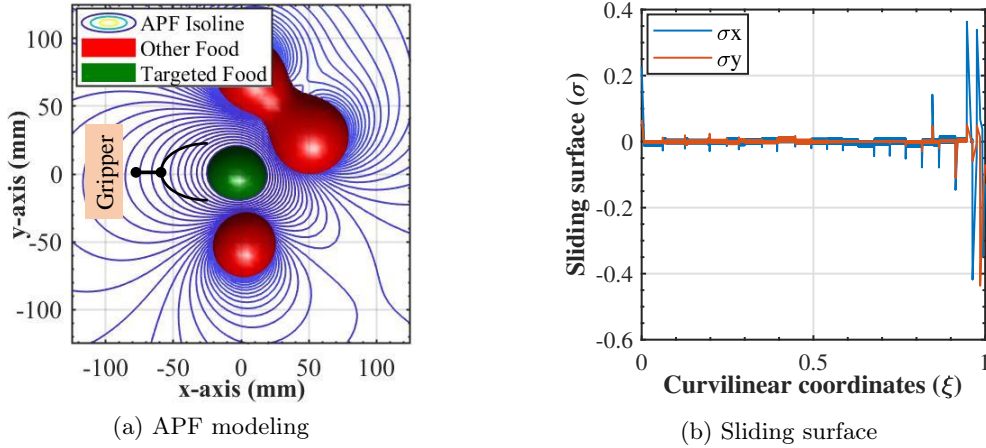 APF Isoline
Other Food
Targeted Food
Gripper
100
50
0
-50
-100
y-axis (mm)
-100
-50
0
50
100
x-axis (mm)
(a) APF modeling
σx
σy
0.4
0.2
0
-0.2
-0.4
-0.6
Sliding surface (σ)
0
0.5
1
Curvilinear coordinates (ξ)
(b) Sliding surface